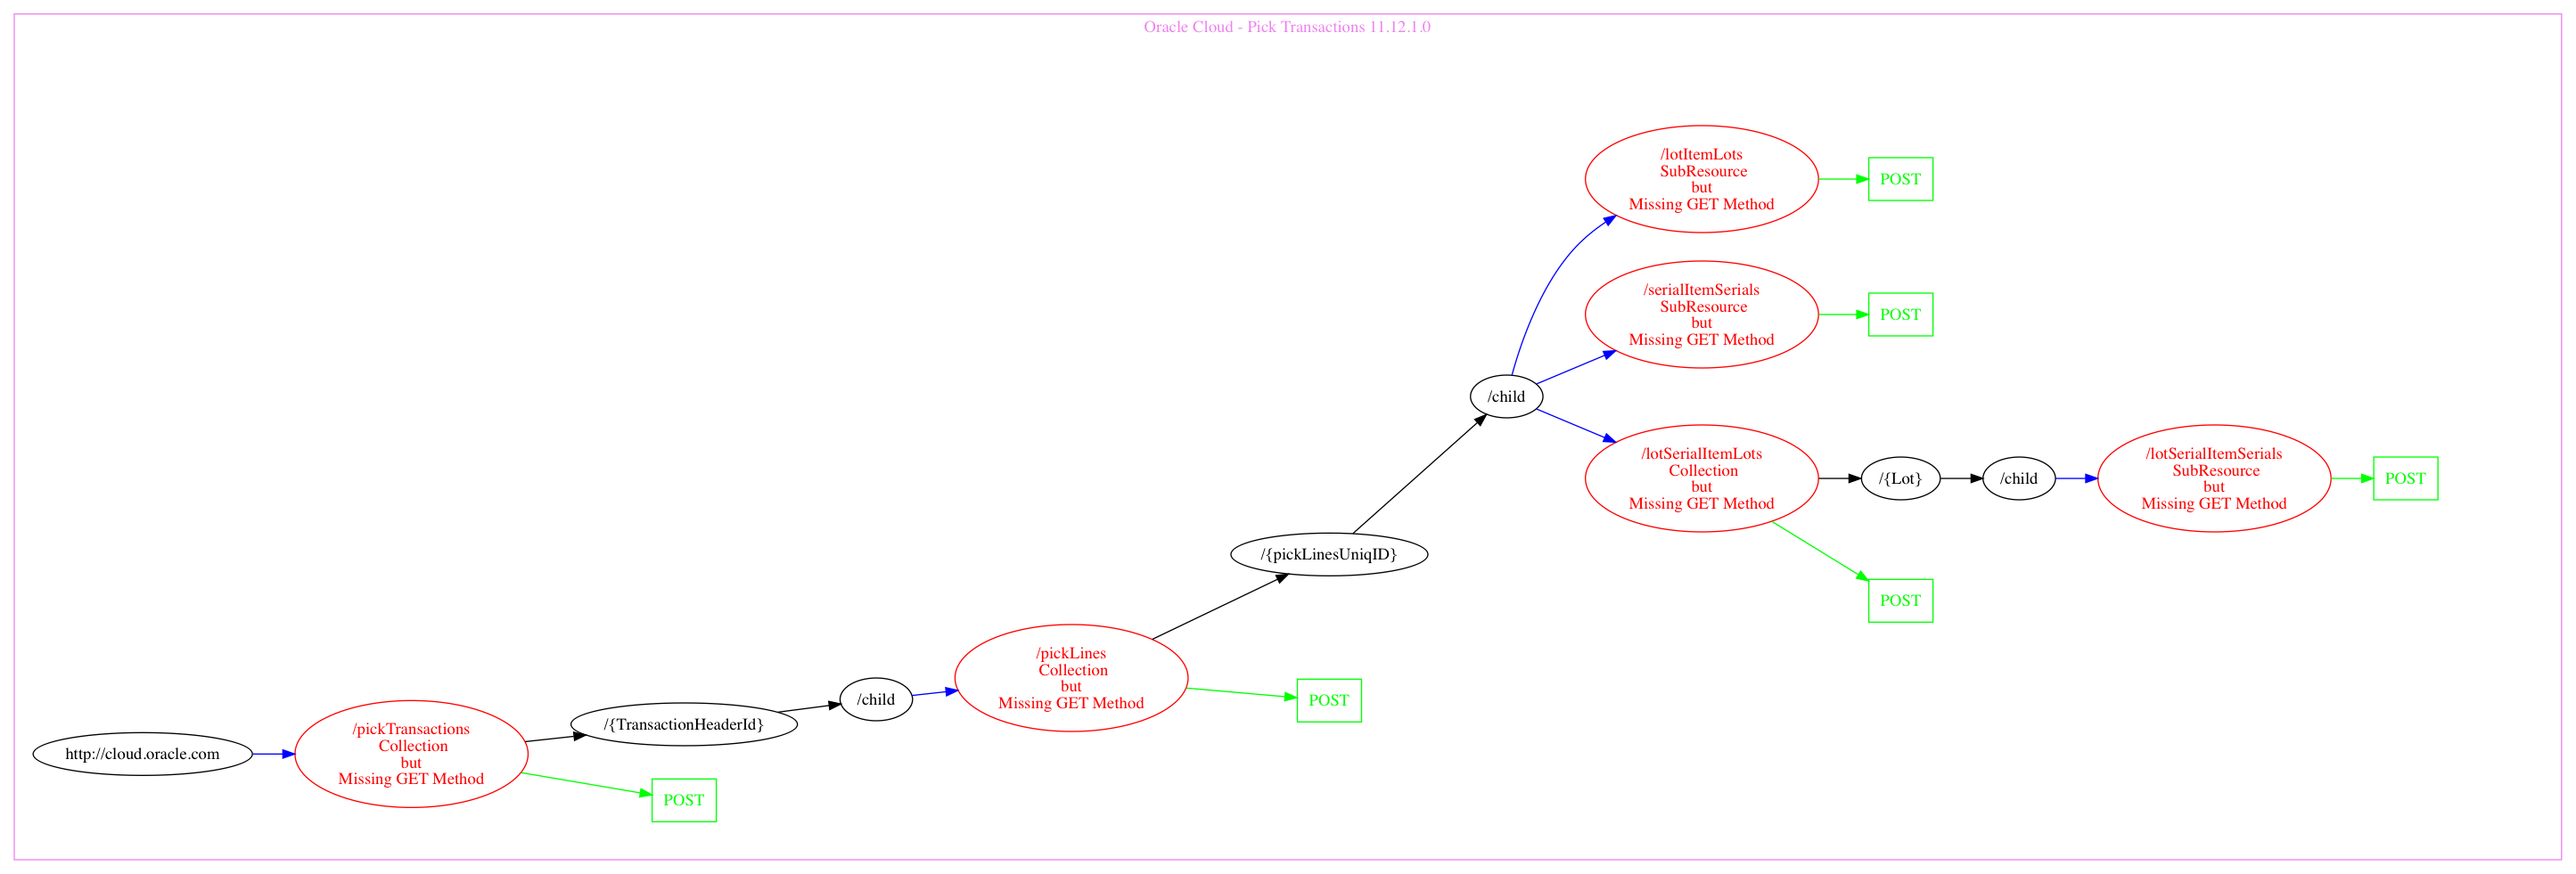 Oracle Cloud - Pick Transactions 11.12.1.0
/lotItemLots
SubResource
but
Missing GET Method
POST
/serialItemSerials
SubResource
but
Missing GET Method
POST
/child
/lotSerialItemLots
Collection
but
Missing GET Method
/{Lot}
/child
/lotSerialItemSerials
SubResource
but
Missing GET Method
POST
/{pickLinesUniqID}
POST
/pickLines
Collection
but
Missing GET Method
POST
/child
/{TransactionHeaderId}
http://cloud.oracle.com
/pickTransactions
Collection
but
Missing GET Method
POST